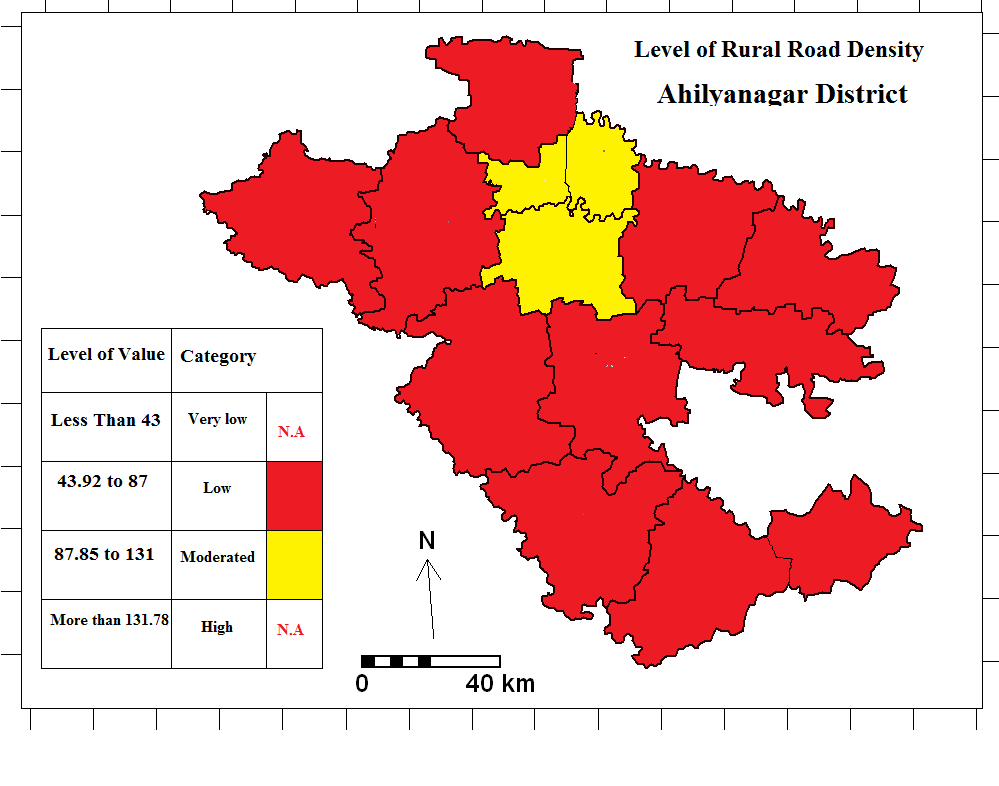 Level of Rural Road Density
Ahilyanagar District
Level of Value Category
Less Than 43 Very low N.A
43.92 to 87 Low
87.85 to 131 Moderated
More than 131.78 High N.A
N
0 40 km